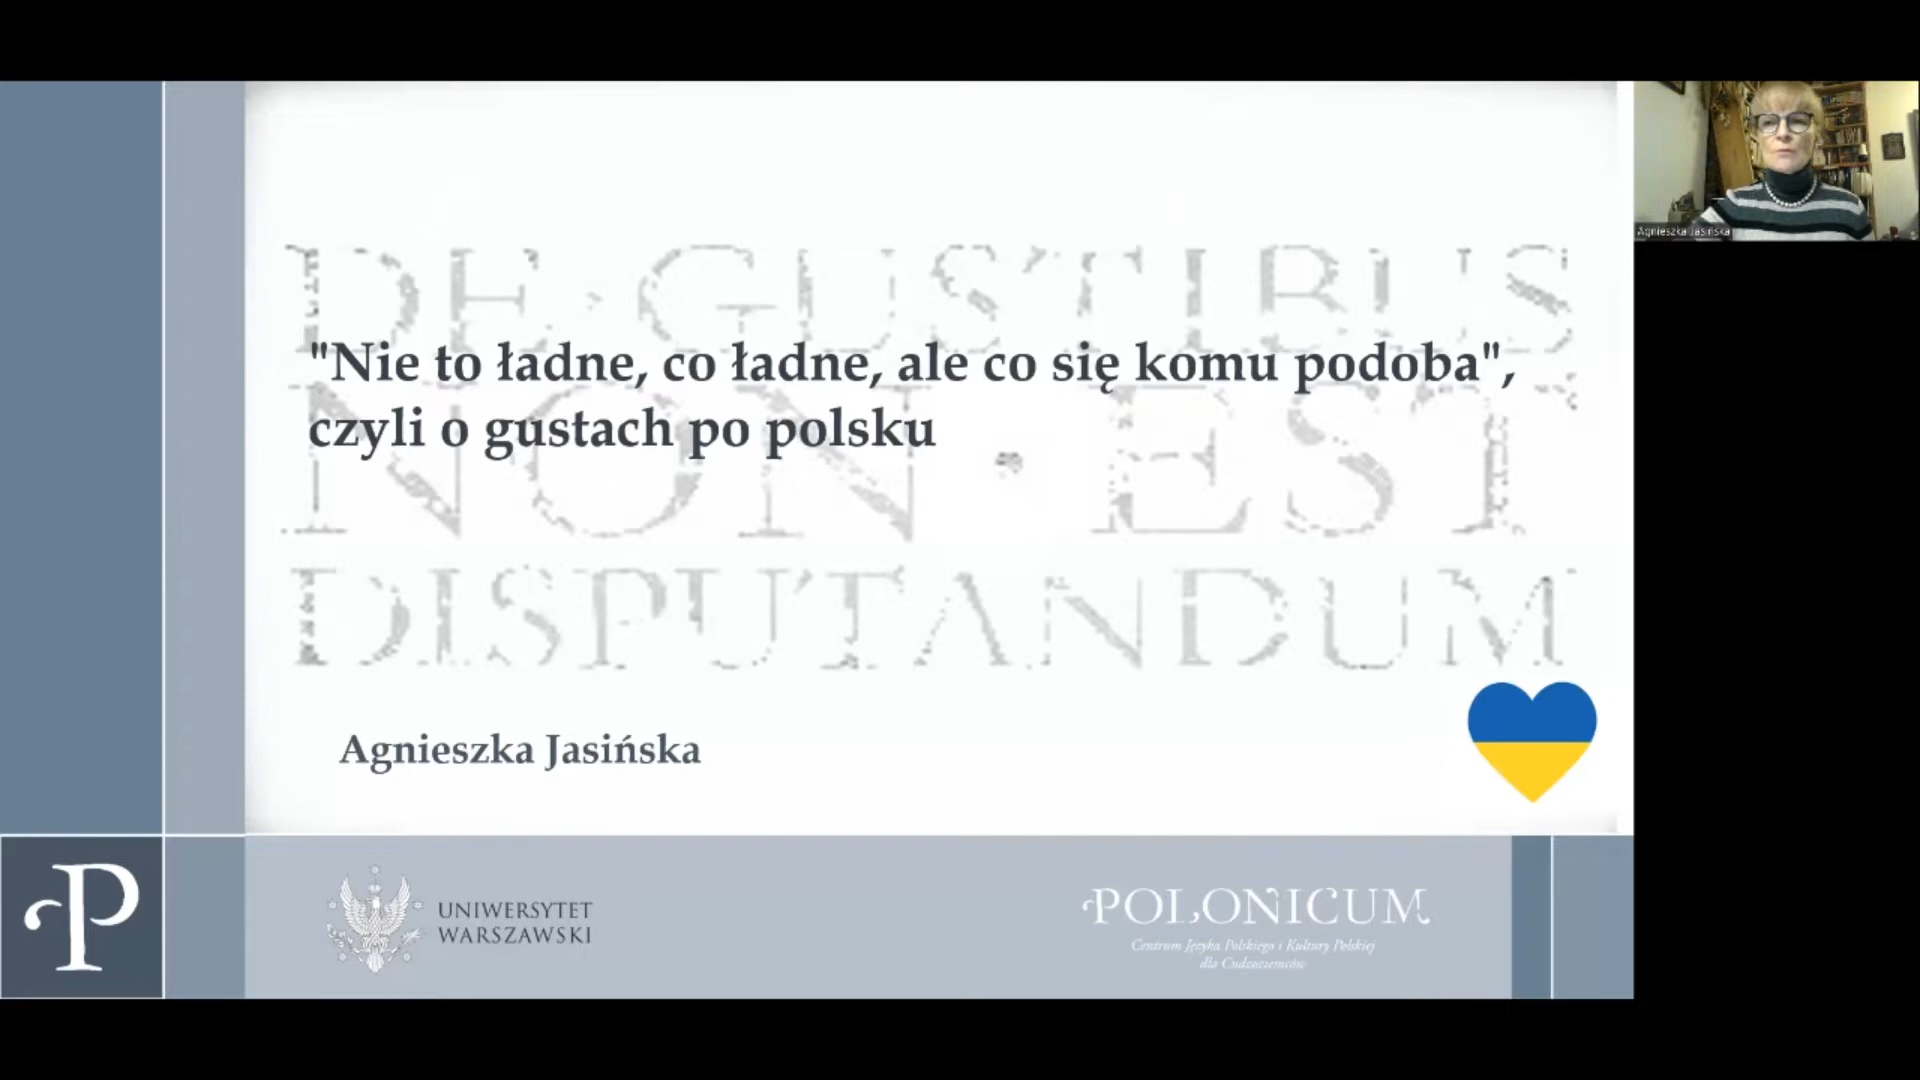 DE · GUSTIBUS
NON · EST
DISPUTANDUM
"Nie to ładne, co ładne, ale co się komu podoba",
czyli o gustach po polsku
Agnieszka Jasińska
P
UNIWERSYTET
WARSZAWSKI
POLONICUM
Centrum Języka Polskiego i Kultury Polskiej
dla Cudzoziemców
Agnieszka Jasińska